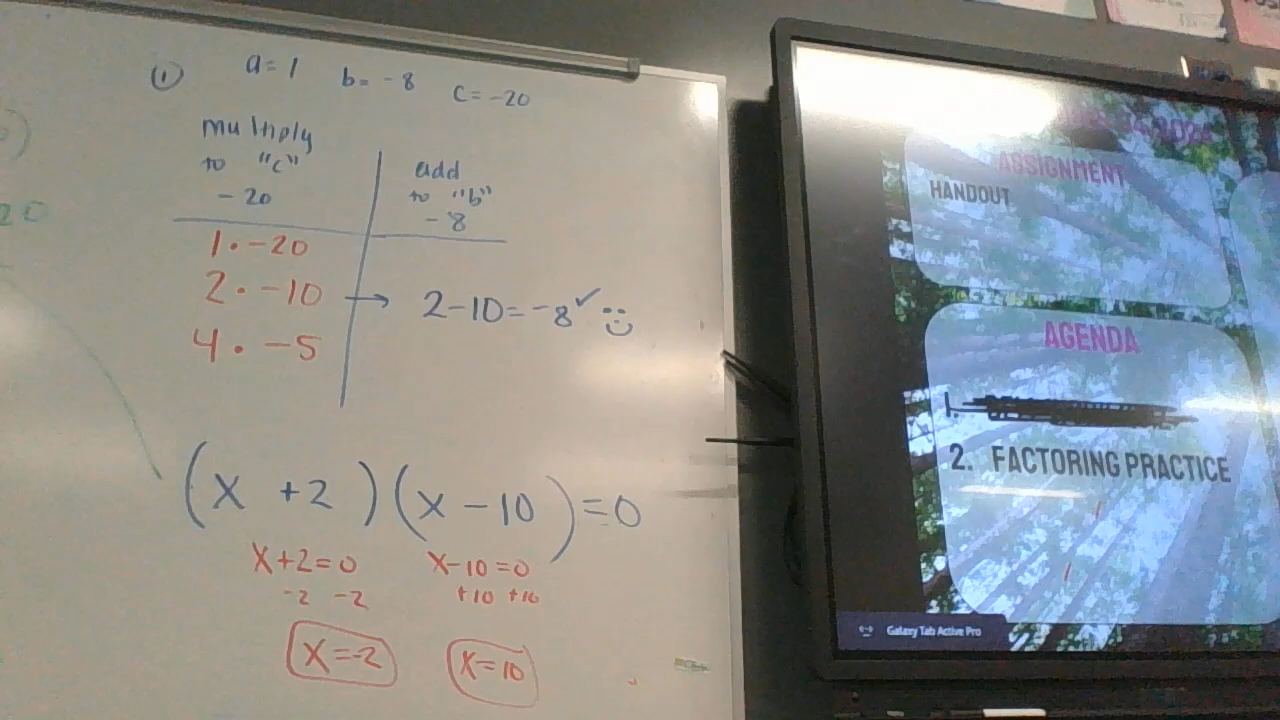 ① a=1 b= -8 c= -20
multiply
to "c"
-20
add
to "b"
-8
1 · -20
2 · -10 → 2-10=-8 ✓
4 · -5
(x +2)(x -10)=0
x+2=0 x-10=0
-2 -2 +10 +10
x=-2 x=10
20
ASSIGNMENT
HANDOUT
AGENDA
1.
2. FACTORING PRACTICE
Galaxy Tab Active Pro